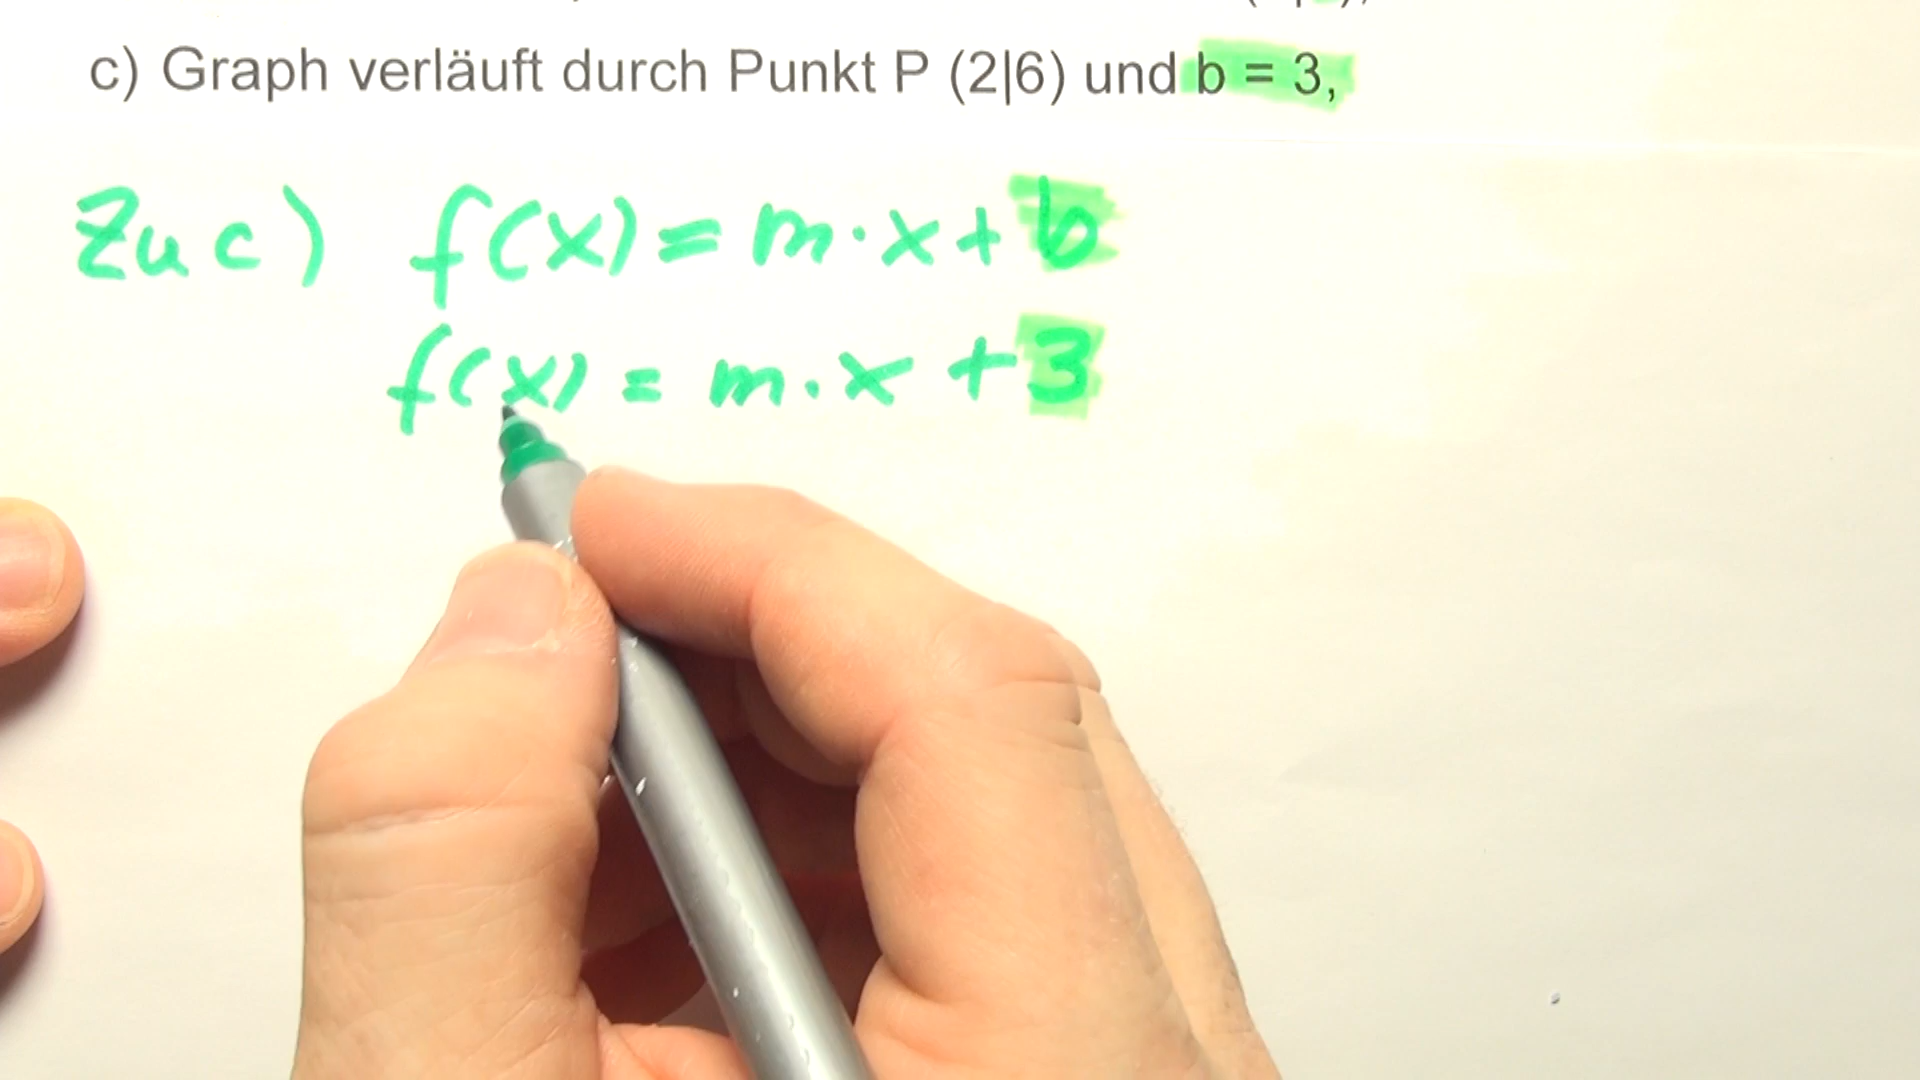 c) Graph verläuft durch Punkt P (2|6) und b = 3,
Zu c) f(x) = m·x + b
f(x) = m·x + 3